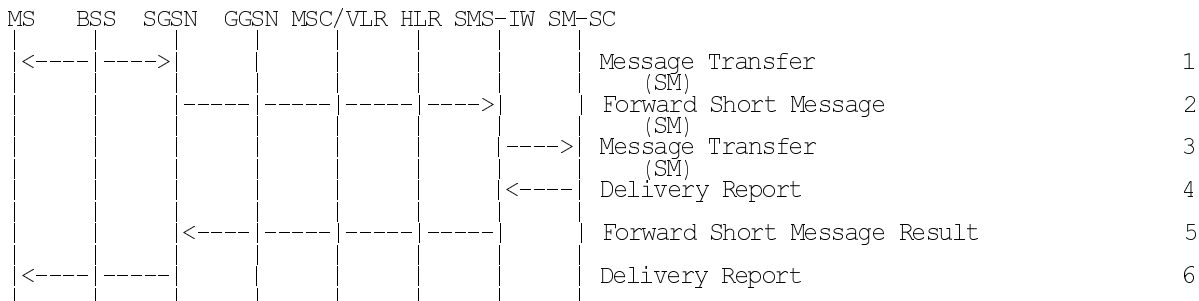 MS BSS SGSN GGSN MSC/VLR HLR SMS-IW SM-SC
Message Transfer 1
(SM)
Forward Short Message 2
(SM)
Message Transfer 3
(SM)
Delivery Report 4
Forward Short Message Result 5
Delivery Report 6